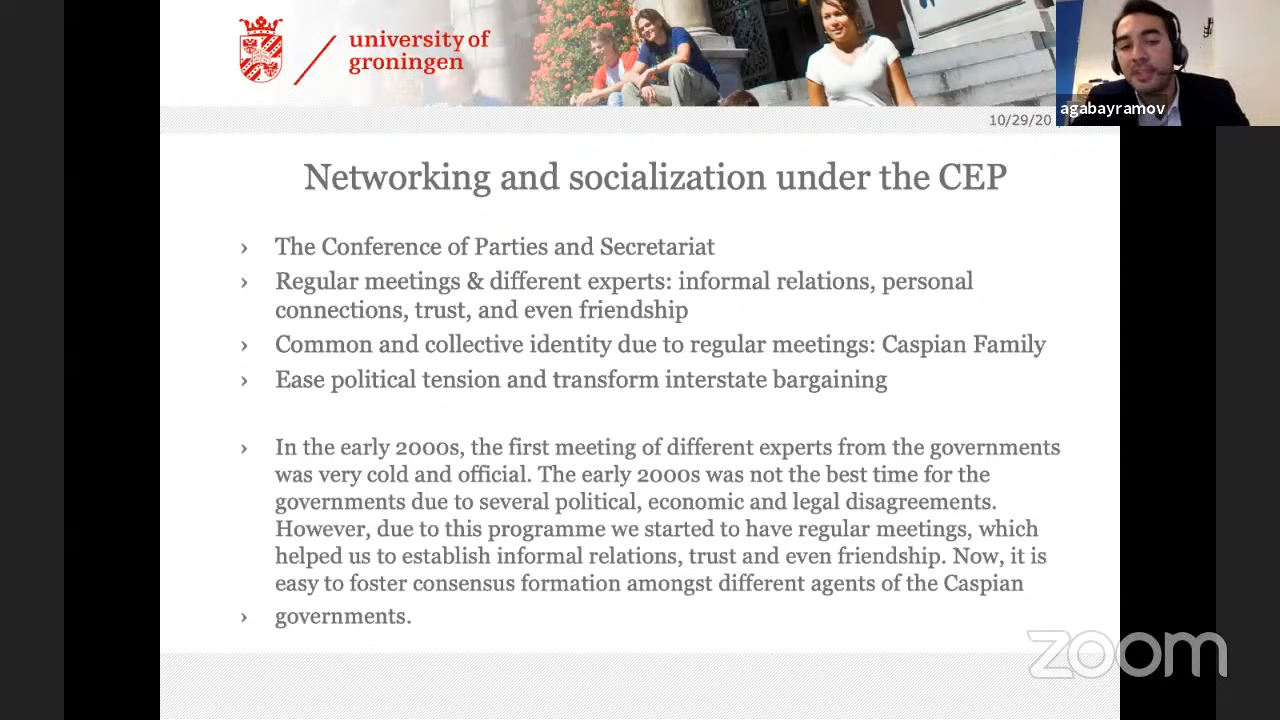 university of
groningen
10/29/20
agabayramov
Networking and socialization under the CEP
› The Conference of Parties and Secretariat
› Regular meetings & different experts: informal relations, personal
connections, trust, and even friendship
› Common and collective identity due to regular meetings: Caspian Family
› Ease political tension and transform interstate bargaining
› In the early 2000s, the first meeting of different experts from the governments
was very cold and official. The early 2000s was not the best time for the
governments due to several political, economic and legal disagreements.
However, due to this programme we started to have regular meetings, which
helped us to establish informal relations, trust and even friendship. Now, it is
easy to foster consensus formation amongst different agents of the Caspian
› governments.
zoom